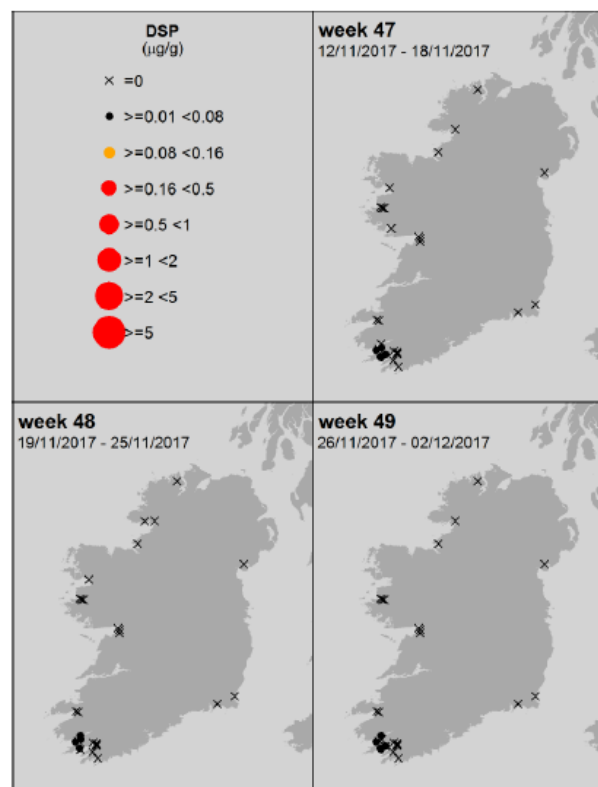 DSP
(μg/g)
=0
>=0.01 <0.08
>=0.08 <0.16
>=0.16 <0.5
>=0.5 <1
>=1 <2
>=2 <5
>=5
week 47
12/11/2017 - 18/11/2017
week 48
19/11/2017 - 25/11/2017
week 49
26/11/2017 - 02/12/2017